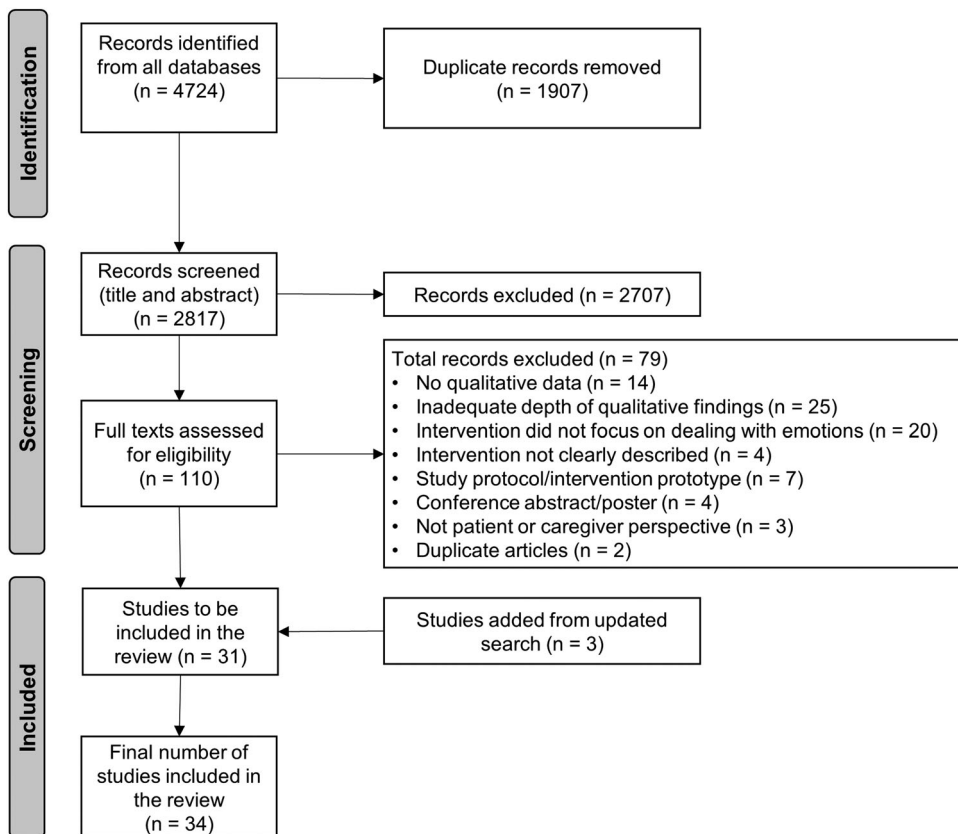 Identification
Records identified
from all databases
(n = 4724)
Duplicate records removed
(n = 1907)
Screening
Records screened
(title and abstract)
(n = 2817)
Records excluded (n = 2707)
Full texts assessed
for eligibility
(n = 110)
Total records excluded (n = 79)
• No qualitative data (n = 14)
• Inadequate depth of qualitative findings (n = 25)
• Intervention did not focus on dealing with emotions (n = 20)
• Intervention not clearly described (n = 4)
• Study protocol/intervention prototype (n = 7)
• Conference abstract/poster (n = 4)
• Not patient or caregiver perspective (n = 3)
• Duplicate articles (n = 2)
Included
Studies to be
included in the
review (n = 31)
Studies added from updated
search (n = 3)
Final number of
studies included in
the review
(n = 34)